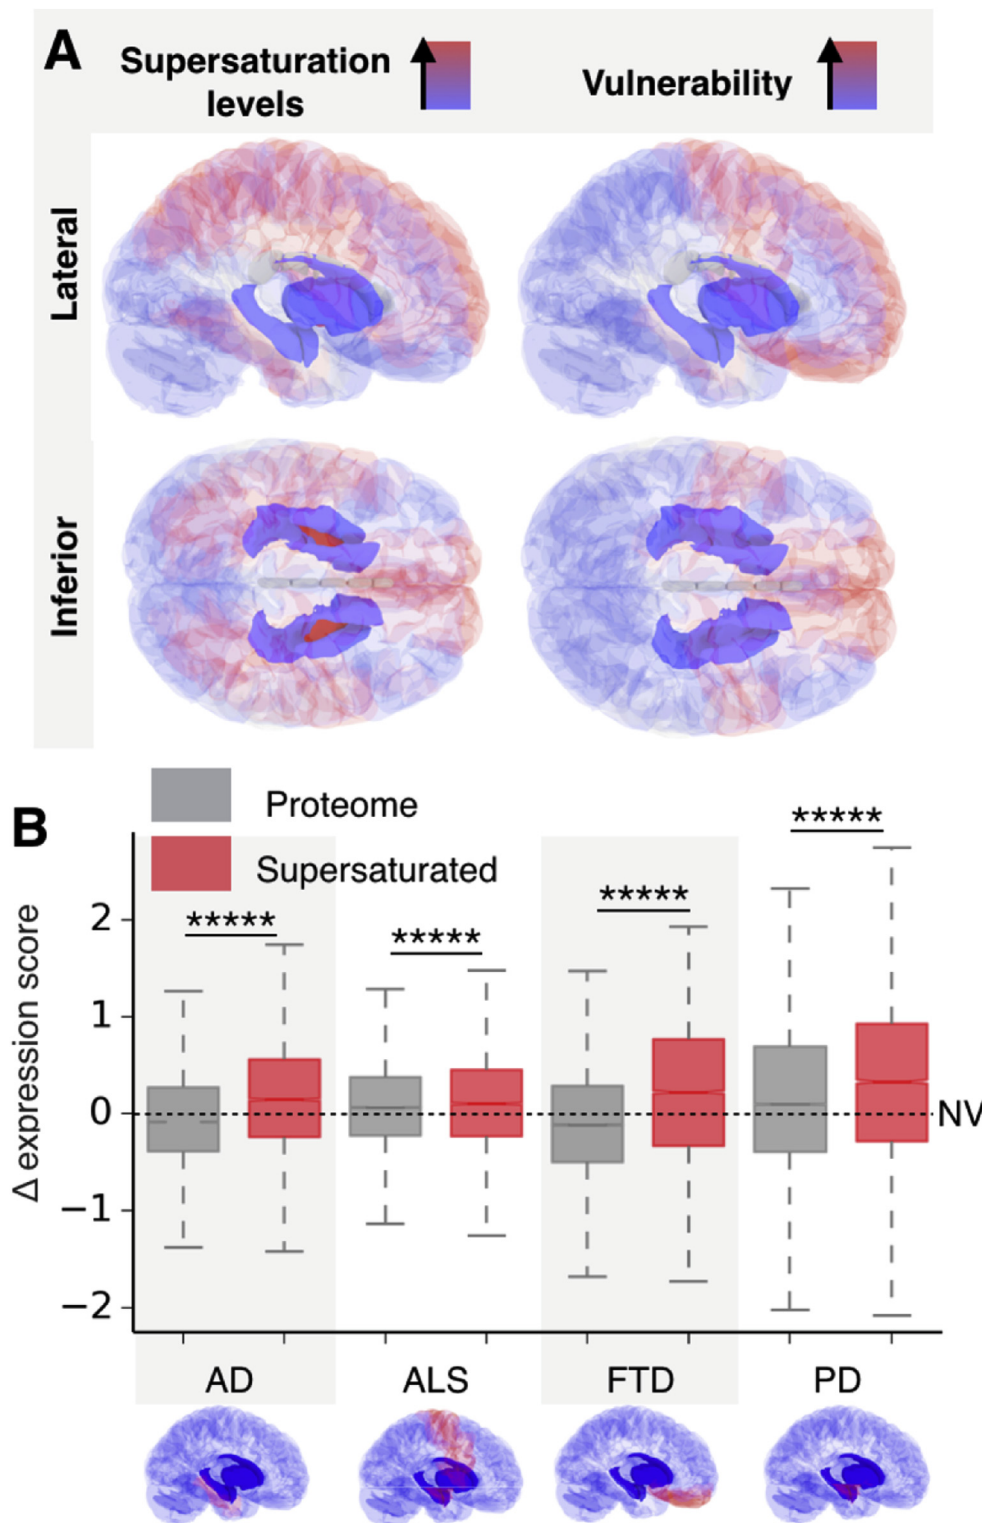 A
Supersaturation
levels
Vulnerability
Lateral
Inferior
B
Proteome
Supersaturated
*****
*****
*****
*****
Δ expression score
2
1
0
−1
−2
NV
AD
ALS
FTD
PD